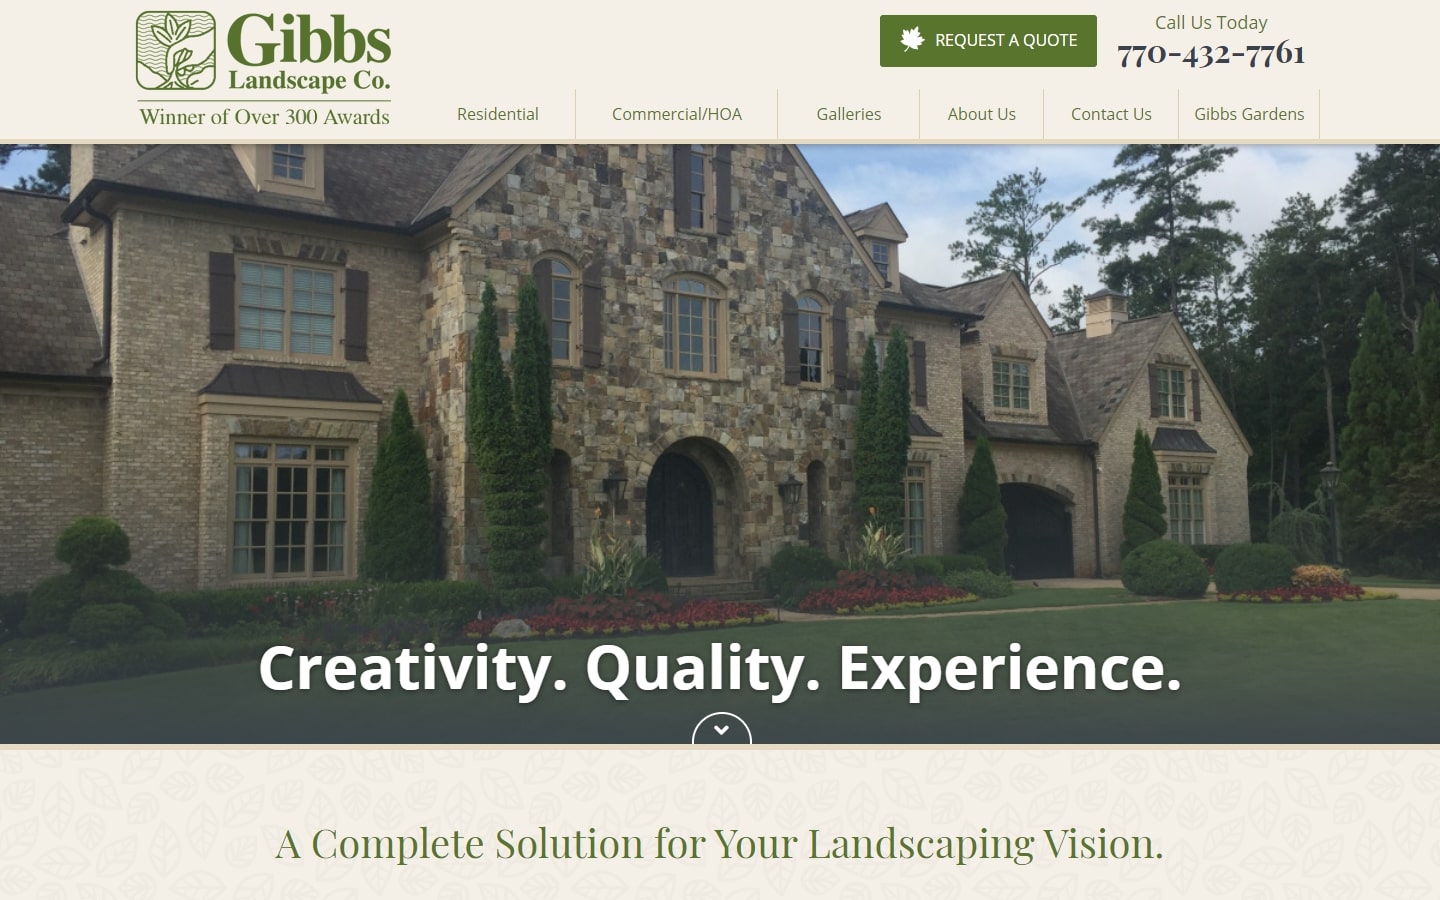 Gibbs
Landscape Co.
Winner of Over 300 Awards
REQUEST A QUOTE
Call Us Today
770-432-7761
Residential
Commercial/HOA
Galleries
About Us
Contact Us
Gibbs Gardens
Creativity. Quality. Experience.
A Complete Solution for Your Landscaping Vision.